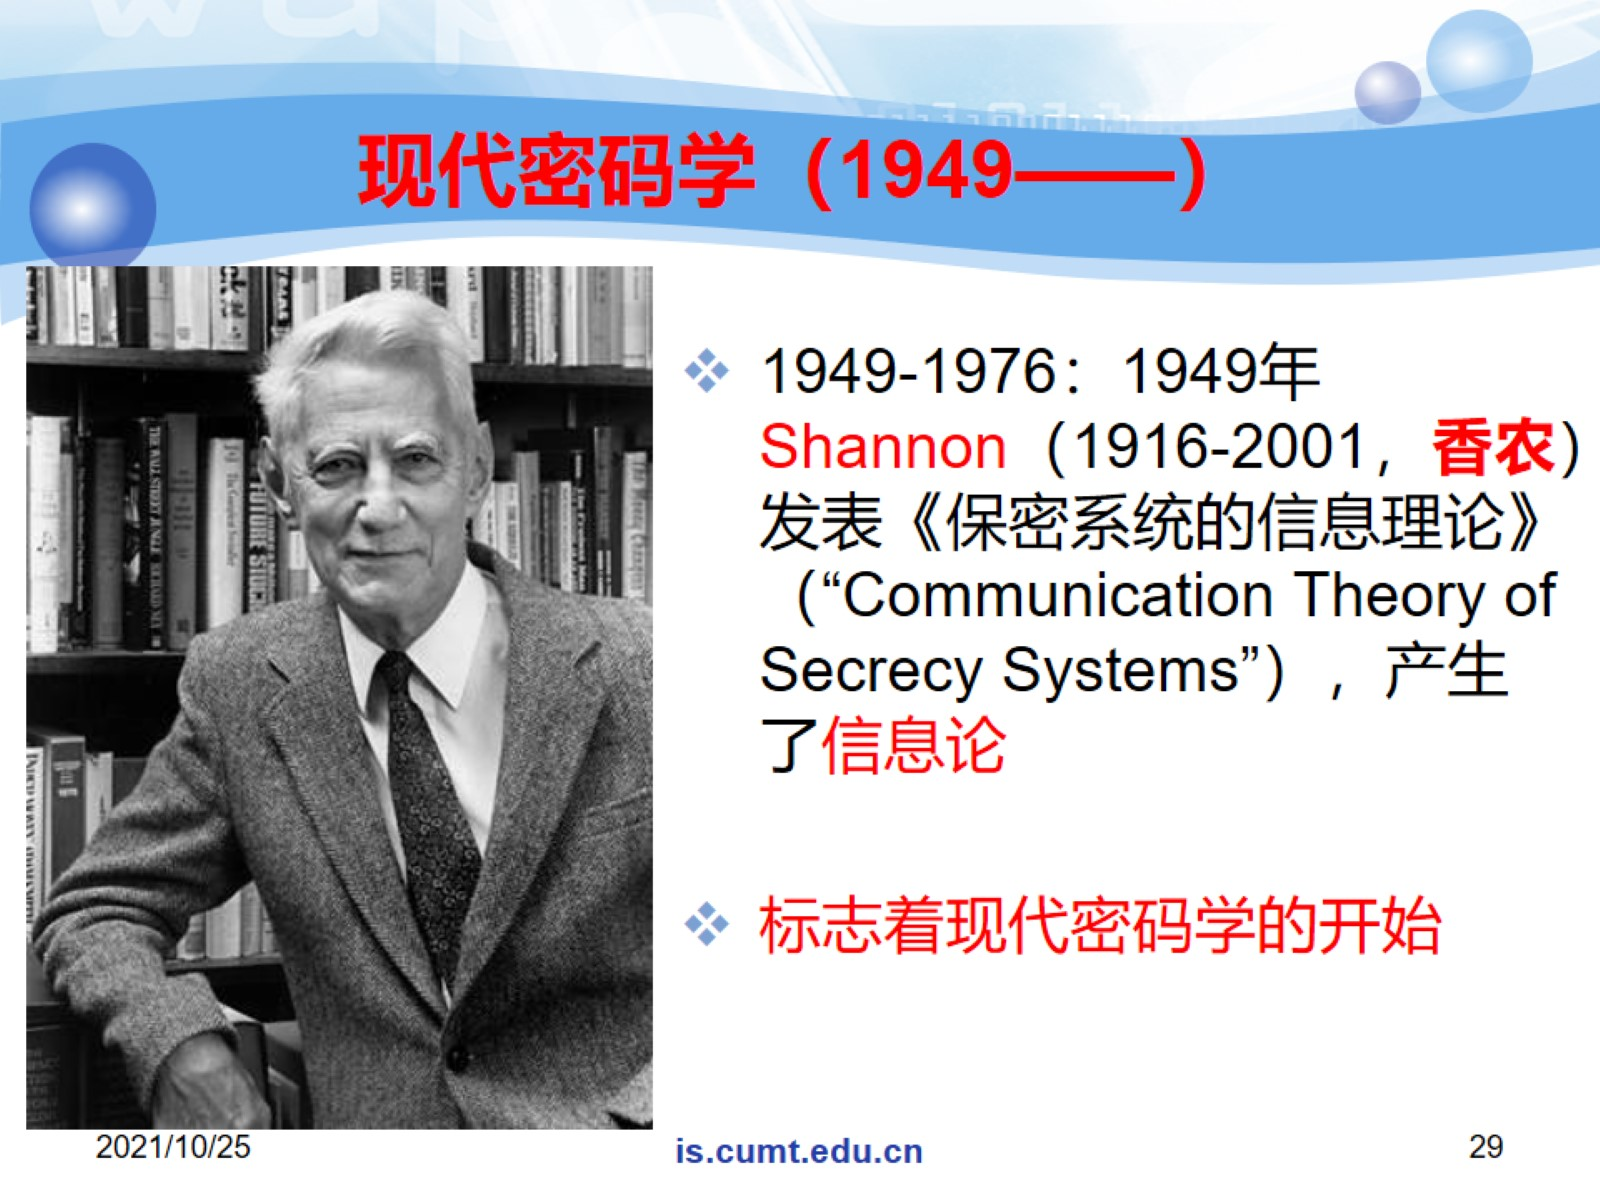 现代密码学（1949——）
1949-1976：1949年
Shannon（1916-2001，香农）
发表《保密系统的信息理论》
（“Communication Theory of
Secrecy Systems”），产生
了信息论
标志着现代密码学的开始
FUTURE STOCK
2021/10/25
is.cumt.edu.cn
29